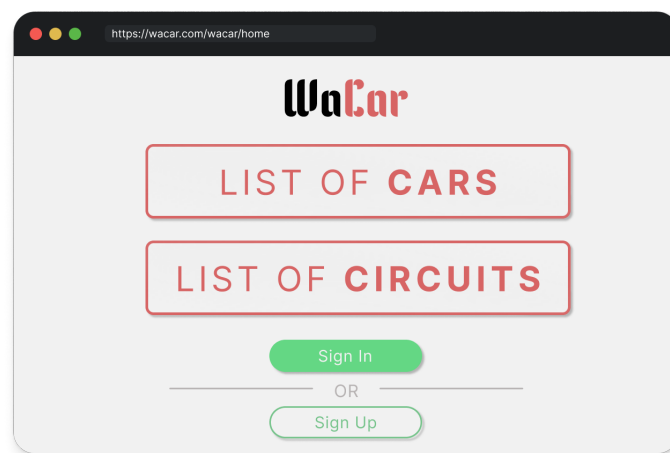 https://wacar.com/wacar/home
WaCar
LIST OF CARS
LIST OF CIRCUITS
Sign In
OR
Sign Up